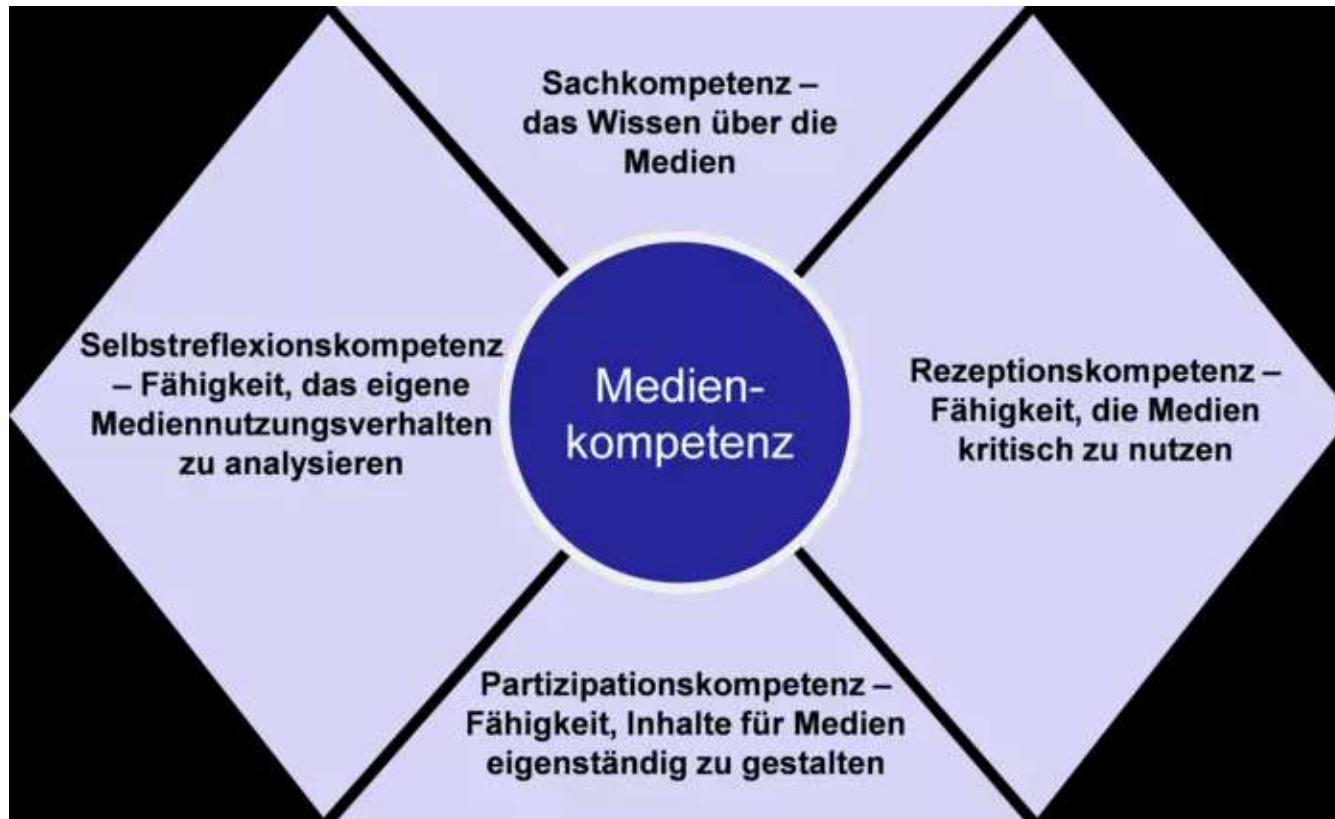 Sachkompetenz –
das Wissen über die
Medien
Selbstreflexionskompetenz
– Fähigkeit, das eigene
Mediennutzungsverhalten
zu analysieren
Medien-
kompetenz
Rezeptionskompetenz –
Fähigkeit, die Medien
kritisch zu nutzen
Partizipationskompetenz –
Fähigkeit, Inhalte für Medien
eigenständig zu gestalten